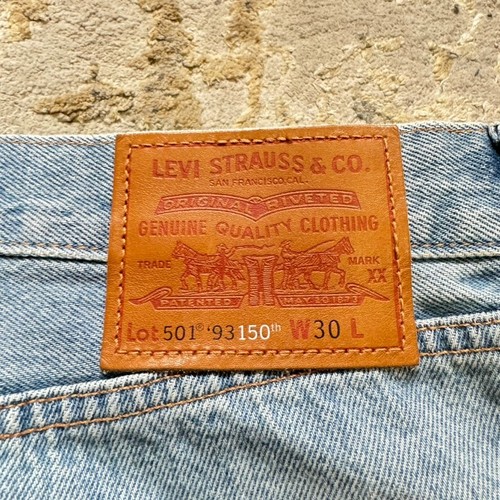 LEVI STRAUSS & CO.
SAN FRANCISCO, CAL.
ORIGINAL RIVETED
GENUINE QUALITY CLOTHING
TRADE MARK
XX
PATENTED MAY 20 1873
Lot 501® '93 150th W 30 L